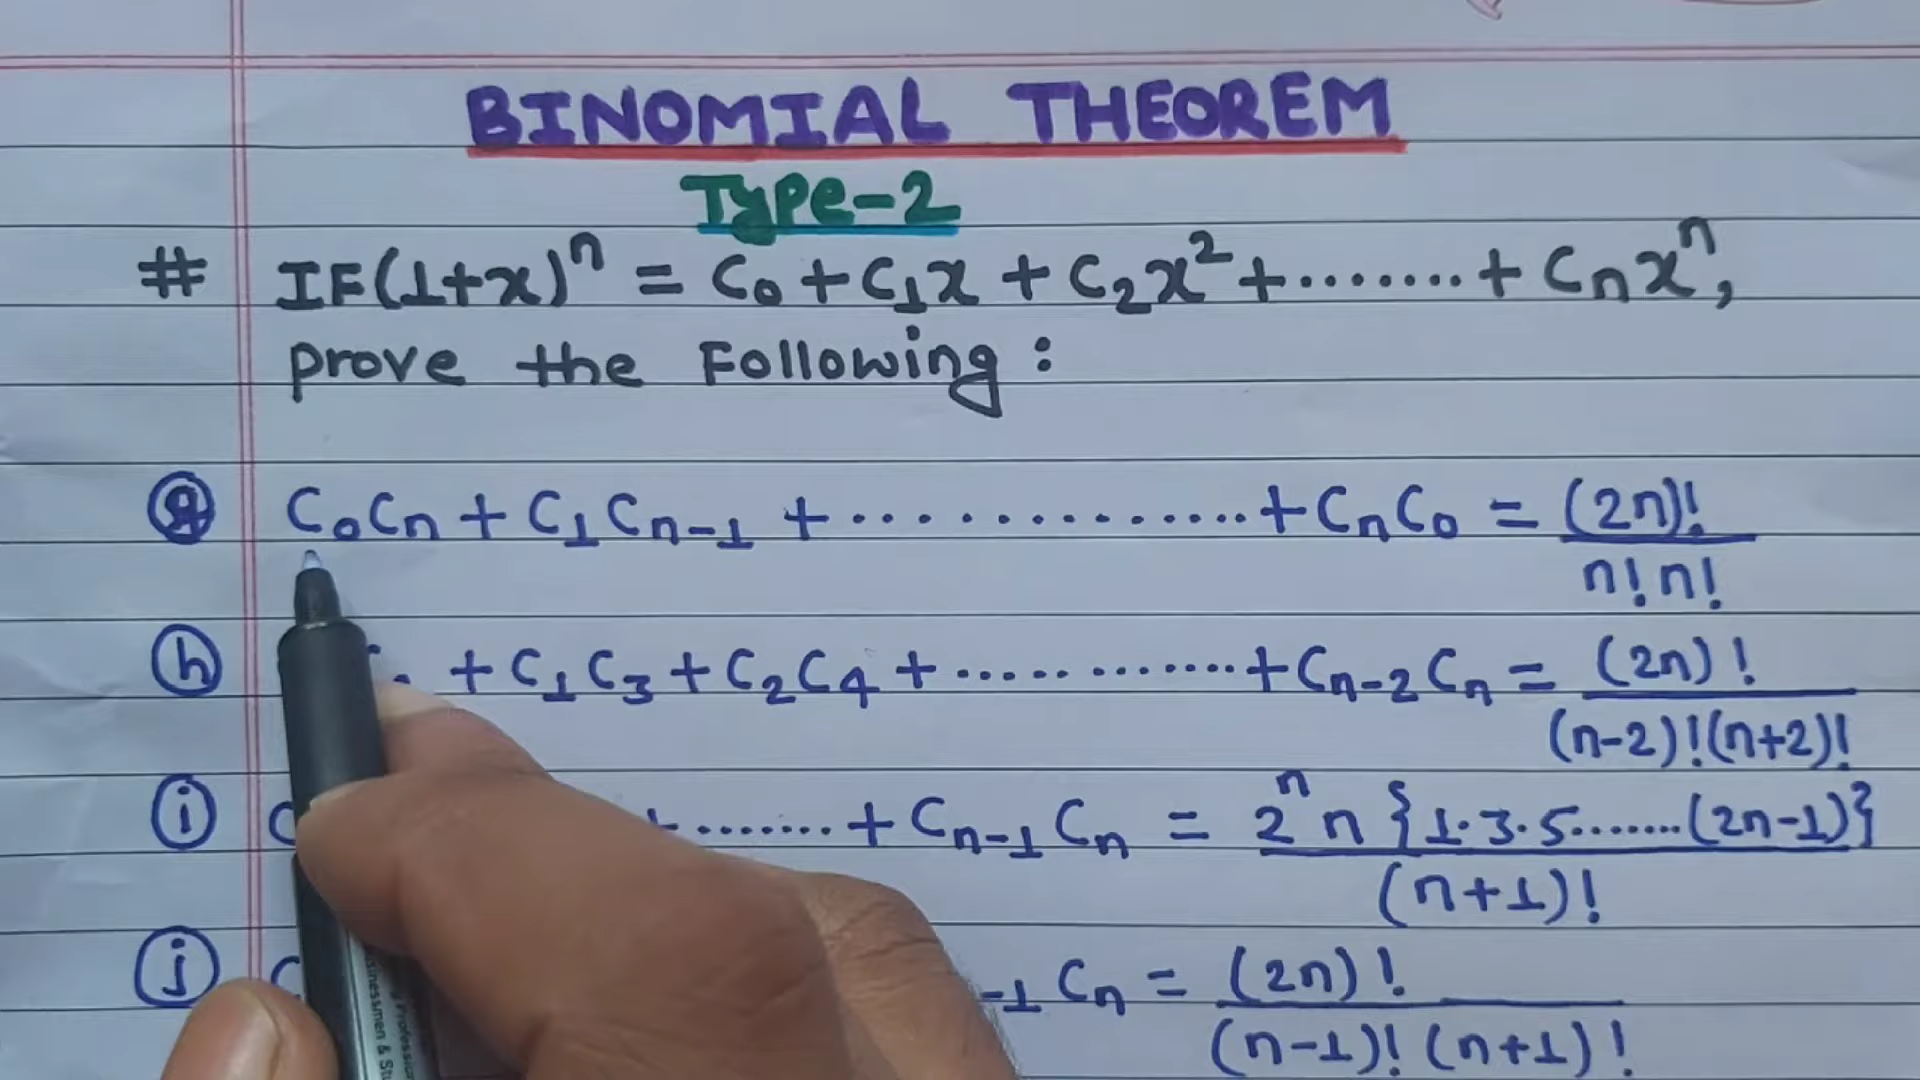 BINOMIAL THEOREM
Type-2
# IF (1+x)ⁿ = C₀ + C₁x + C₂x² + ........ + Cₙxⁿ,
prove the Following:
(g) C₀Cₙ + C₁Cₙ₋₁ + ............... + CₙC₀ = (2n)! / n! n!
(h) + C₁C₃ + C₂C₄ + ............ + Cₙ₋₂Cₙ = (2n)! / (n-2)!(n+2)!
(i) C + ....... + Cₙ₋₁Cₙ = 2ⁿn {1·3·5.......(2n-1)} / (n+1)!
(j) C -1 Cₙ = (2n)! / (n-1)! (n+1)!